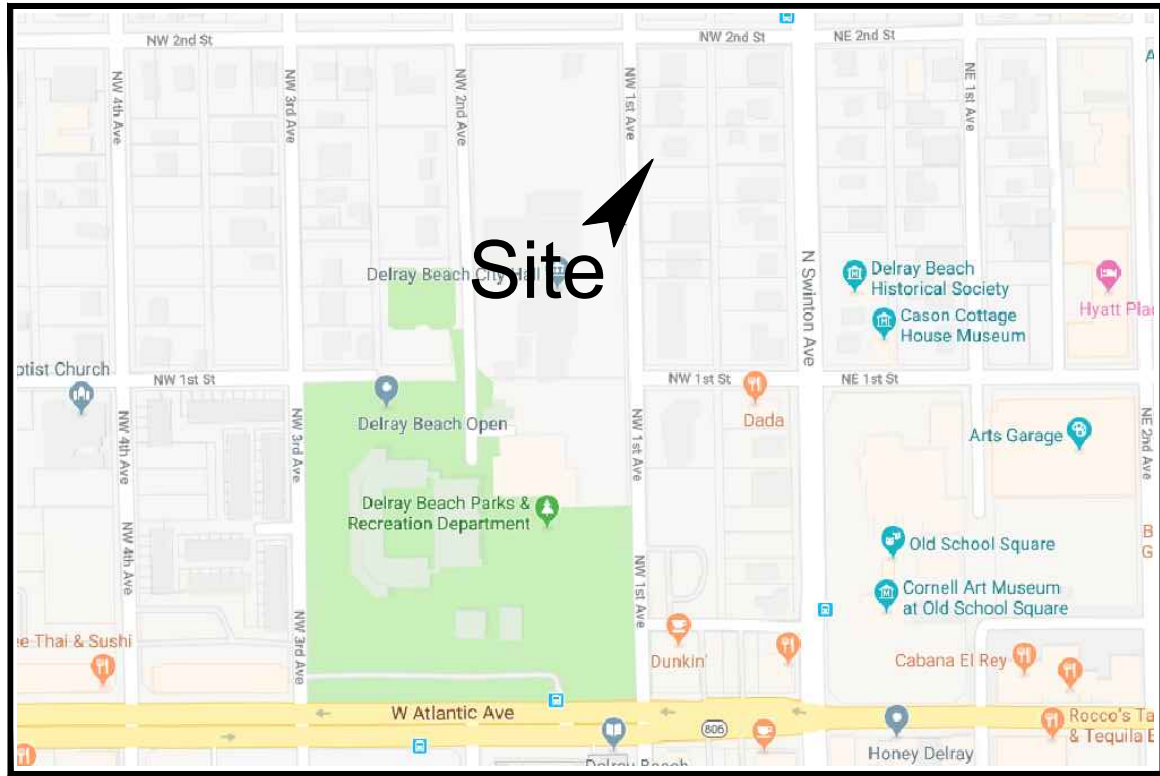 NW 2nd St
NW 2nd St
NE 2nd St
NW 4th Ave
NW 3rd Ave
NW 2nd Ave
NW 1st Ave
NE 1st Ave
A
Site
Delray Beach City Hall
N Swinton Ave
Delray Beach
Historical Society
Cason Cottage
House Museum
Hyatt Pla
ptist Church
NW 1st St
NW 1st St
NE 1st St
Dada
Delray Beach Open
NW 4th Ave
NW 3rd Ave
NW 1st Ave
NE 2nd Ave
Arts Garage
Delray Beach Parks &
Recreation Department
NW 4th Ave
NW 1st Ave
Old School Square
B
G
Cornell Art Museum
at Old School Square
ee Thai & Sushi
NW 3rd Ave
Dunkin'
Cabana El Rey
W Atlantic Ave
806
Rocco's Ta
& Tequila B
Honey Delray
Delray Beach